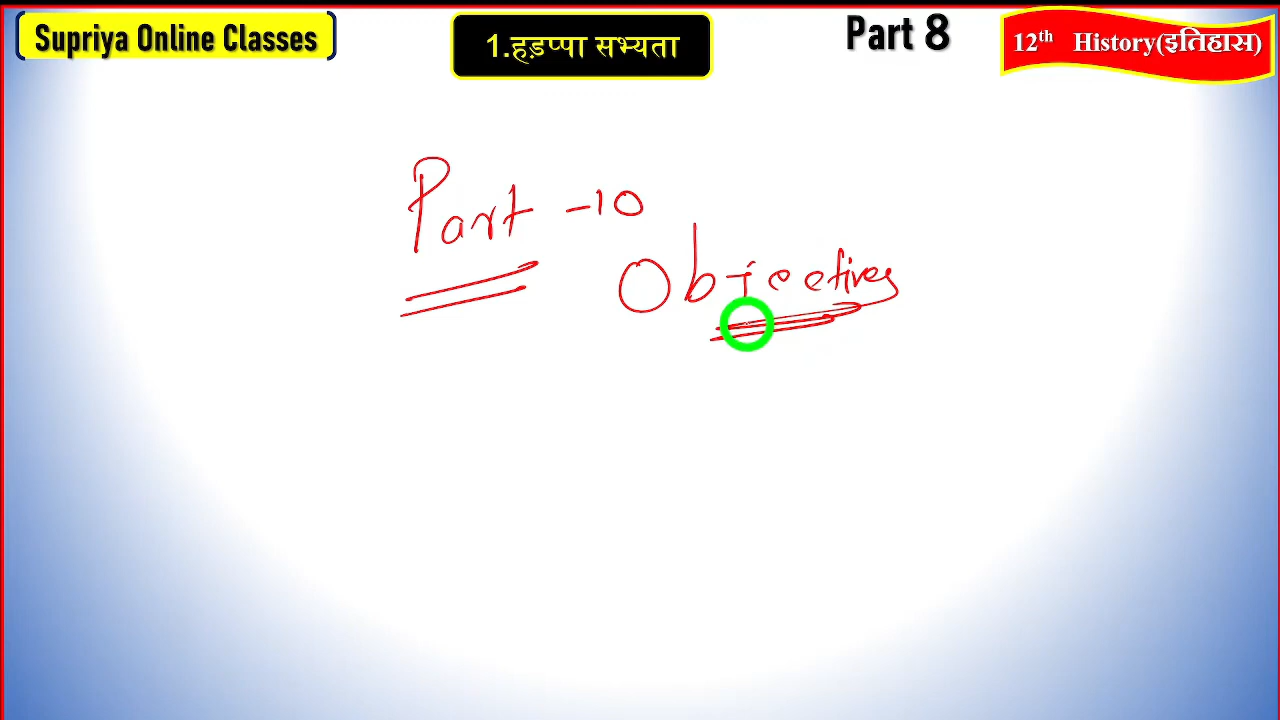 Supriya Online Classes
1.हड़प्पा सभ्यता
Part 8
12th History(इतिहास)
Part -10
Objectives